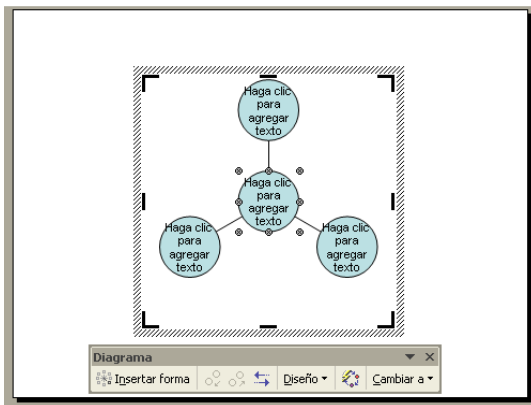 Haga clic
para
agregar
texto
Haga clic
para
agregar
texto
Haga clic
para
agregar
texto
Haga clic
para
agregar
texto
Diagrama
Insertar forma Diseño Cambiar a